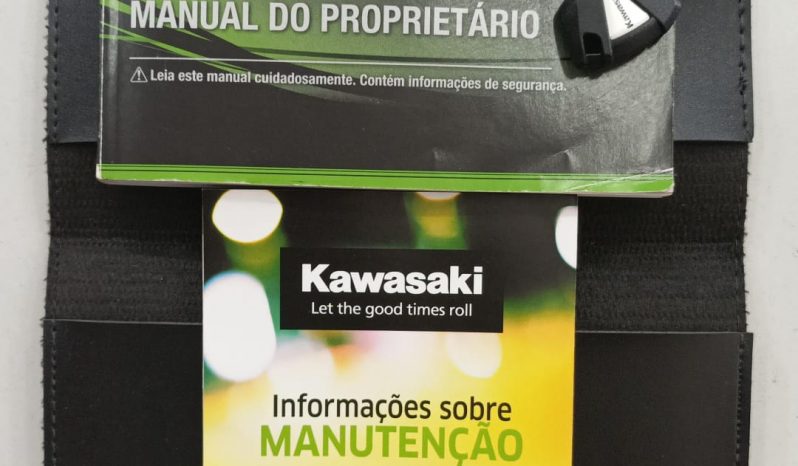 MANUAL DO PROPRIETÁRIO
Leia este manual cuidadosamente. Contém informações de segurança.
Kawasaki
Let the good times roll
Informações sobre
MANUTENÇÃO